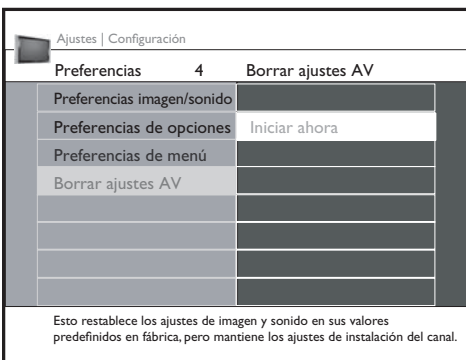 Ajustes | Configuración
Preferencias 4 Borrar ajustes AV
Preferencias imagen/sonido
Preferencias de opciones Iniciar ahora
Preferencias de menú
Borrar ajustes AV
Esto restablece los ajustes de imagen y sonido en sus valores
predefinidos en fábrica, pero mantiene los ajustes de instalación del canal.